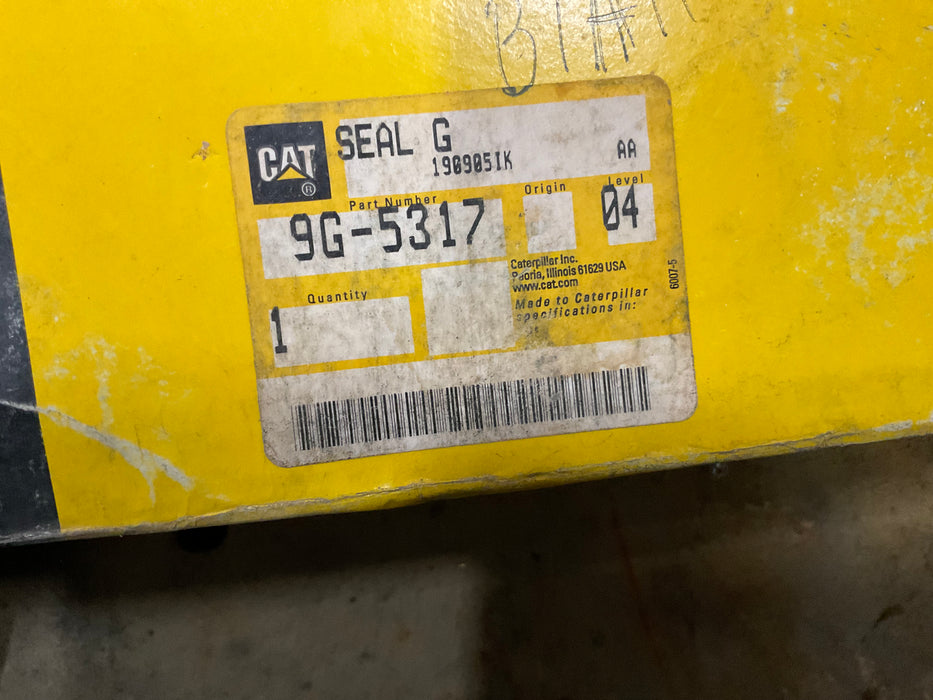 CAT
®
SEAL G
190905IK
AA
Part Number
Origin
Level
9G-5317
04
Caterpillar Inc.
Peoria, Illinois 61629 USA
www.cat.com
Made to Caterpillar
specifications in:
6007-5
Quantity
1